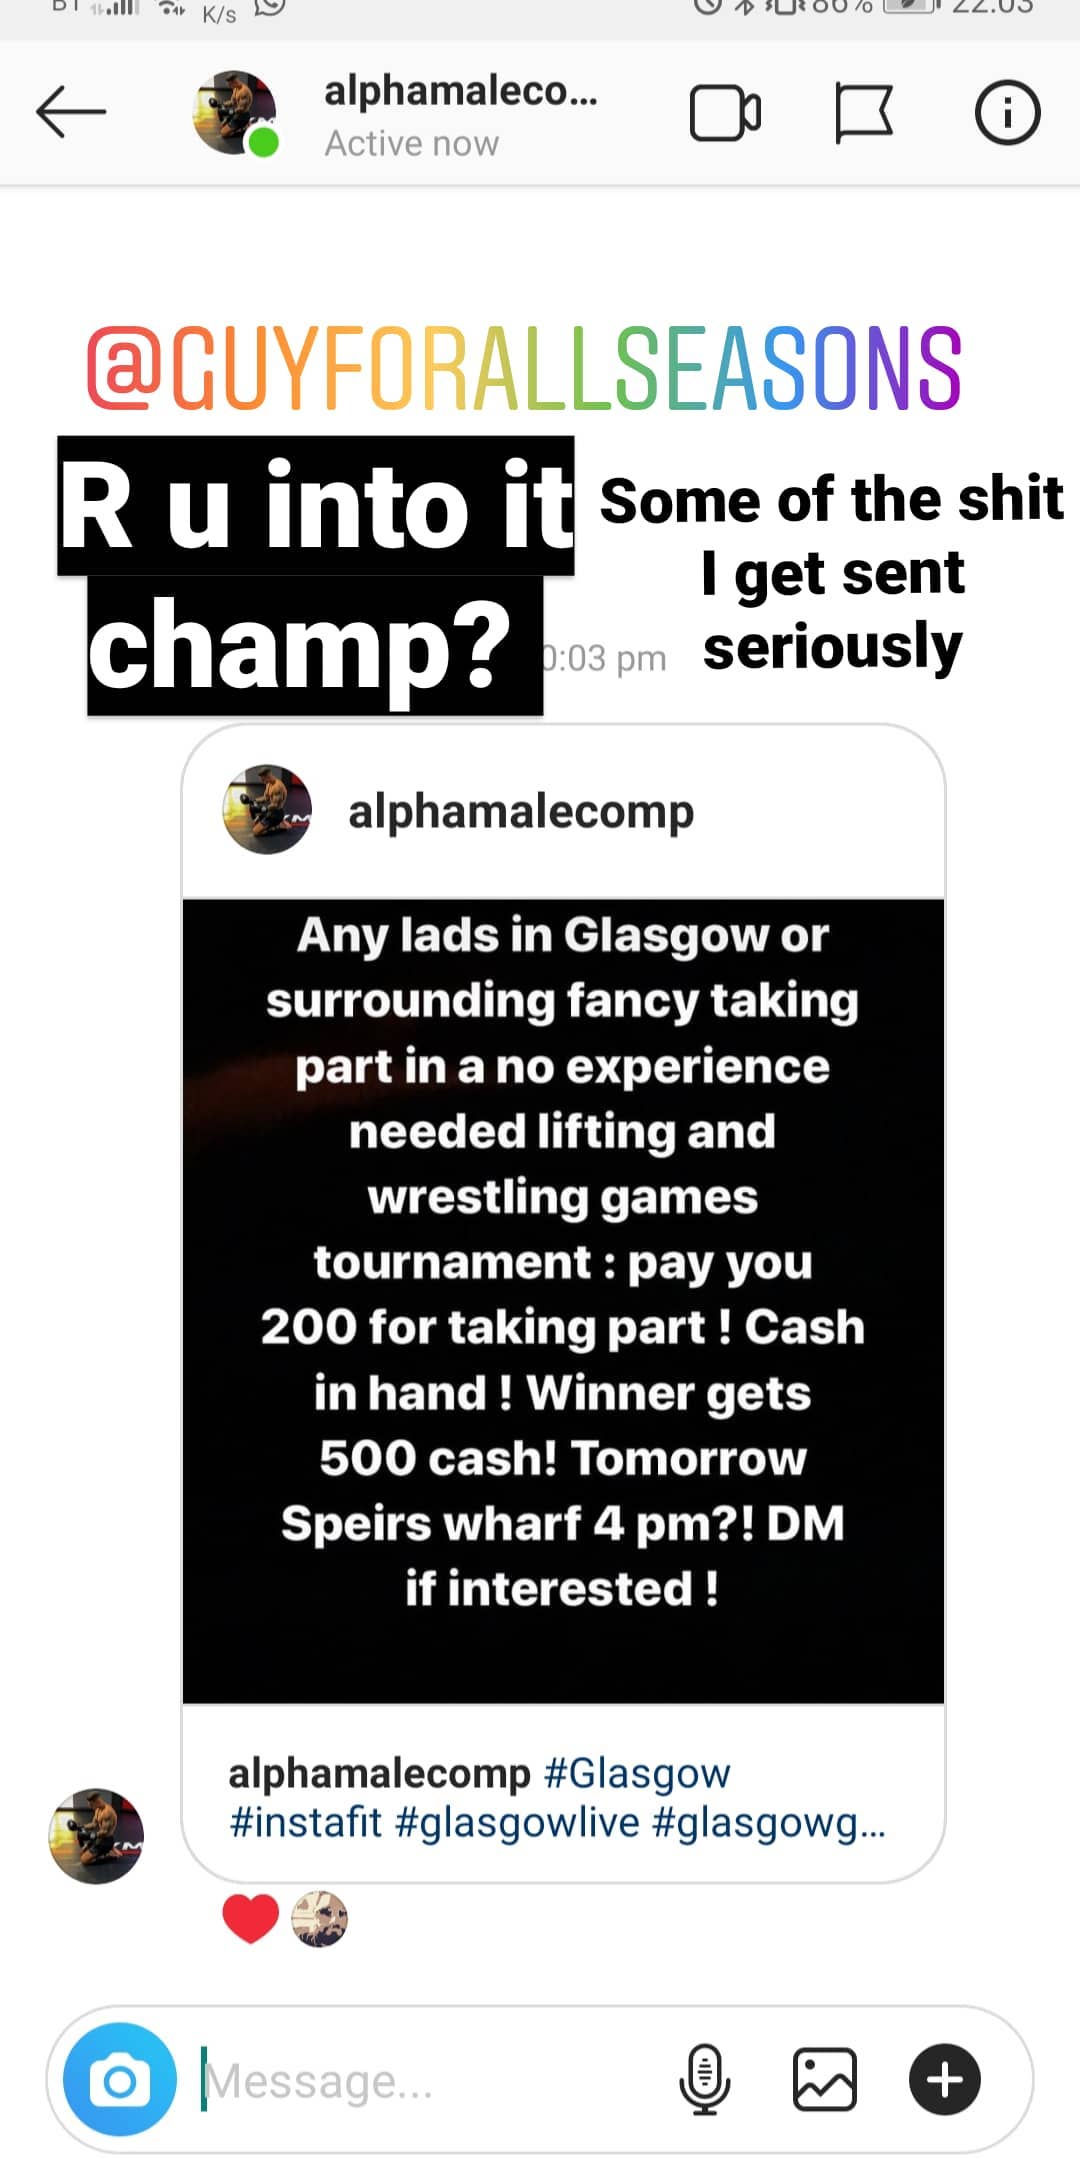 BT K/s 86% 22:03
alphamaleco...
Active now
@GUYFORALLSEASONS
R u into it
champ?
Some of the shit
I get sent
seriously
0:03 pm
alphamalecomp
Any lads in Glasgow or
surrounding fancy taking
part in a no experience
needed lifting and
wrestling games
tournament : pay you
200 for taking part ! Cash
in hand ! Winner gets
500 cash! Tomorrow
Speirs wharf 4 pm?! DM
if interested !
alphamalecomp #Glasgow
#instafit #glasgowlive #glasgowg...
Message...